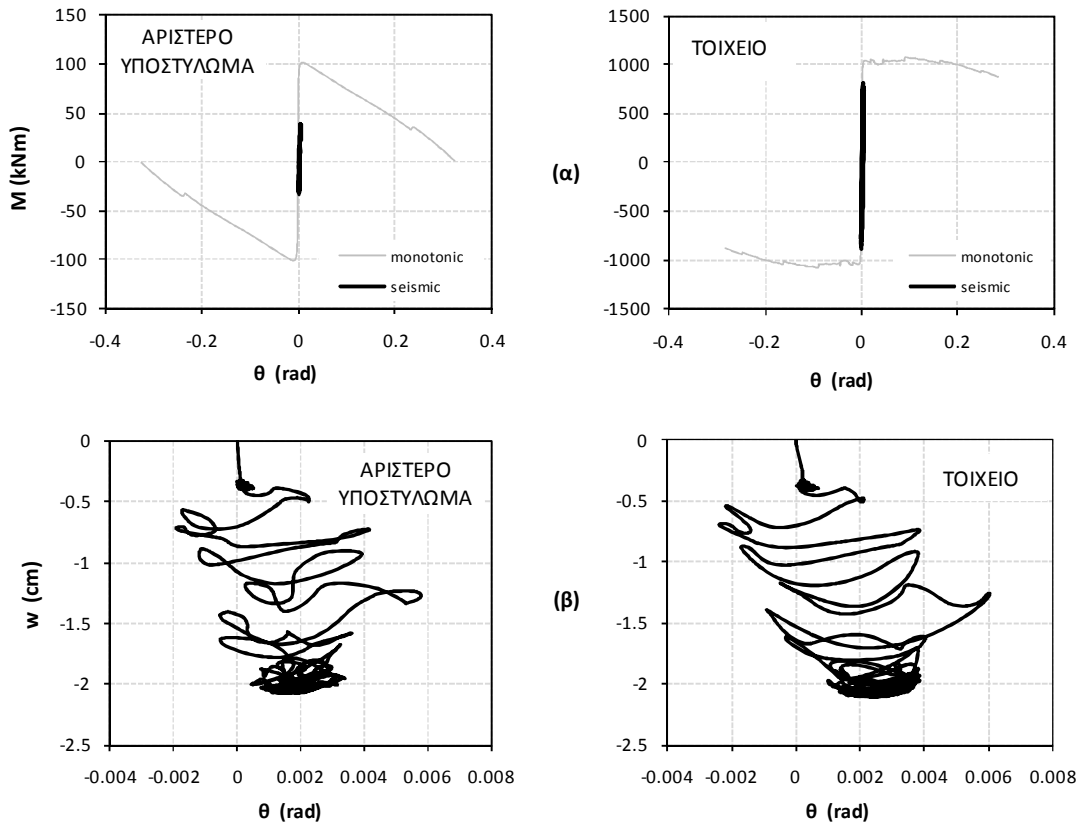 ΑΡΙΣΤΕΡΟ
ΥΠΟΣΤΥΛΩΜΑ
150
100
50
0
-50
-100
-150
M (kNm)
monotonic
seismic
-0.4
-0.2
0
0.2
0.4
θ (rad)
(α)
ΤΟΙΧΕΙΟ
1500
1000
500
0
-500
-1000
-1500
monotonic
seismic
-0.4
-0.2
0
0.2
0.4
θ (rad)
ΑΡΙΣΤΕΡΟ
ΥΠΟΣΤΥΛΩΜΑ
0
-0.5
-1
-1.5
-2
-2.5
w (cm)
-0.004
-0.002
0
0.002
0.004
0.006
0.008
θ (rad)
(β)
ΤΟΙΧΕΙΟ
0
-0.5
-1
-1.5
-2
-2.5
-0.004
-0.002
0
0.002
0.004
0.006
0.008
θ (rad)